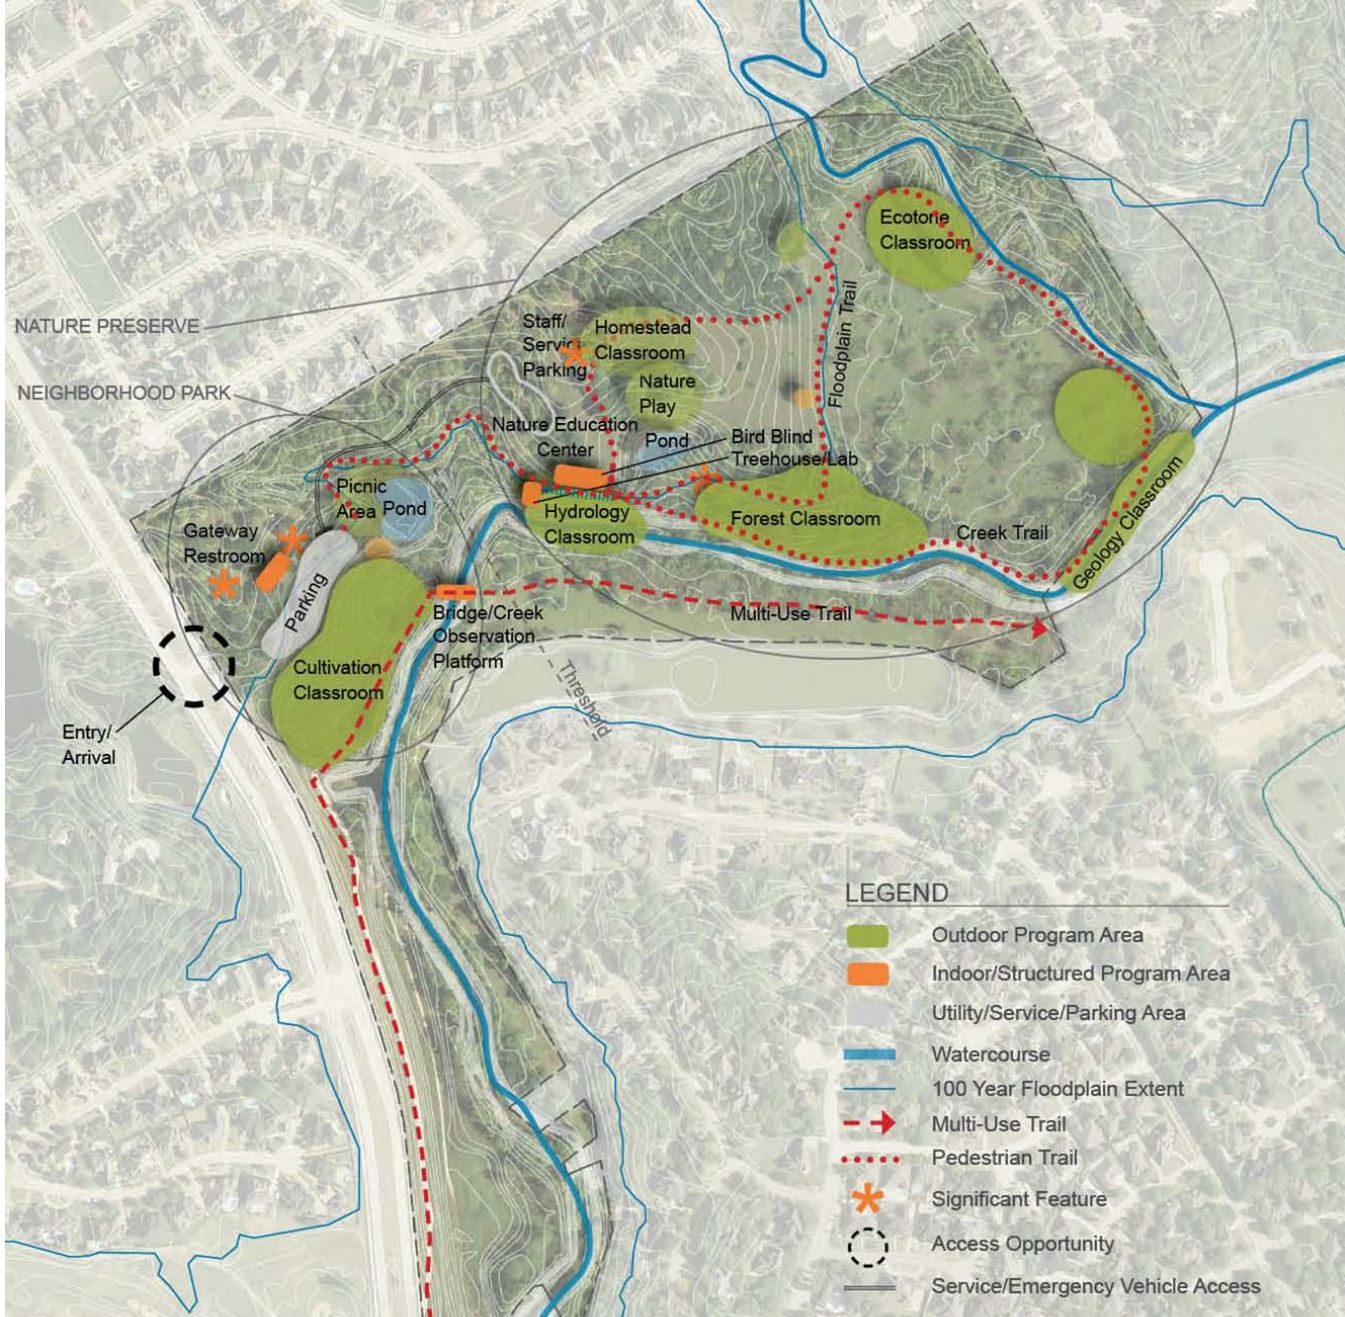 Ecotone
Classroom
NATURE PRESERVE
Staff/
Service
Parking
Homestead
Classroom
Floodplain Trail
NEIGHBORHOOD PARK
Nature
Play
Nature Education
Center
Pond
Bird Blind
Treehouse/Lab
Picnic
Area
Pond
Gateway
Restroom
Hydrology
Classroom
Forest Classroom
Creek Trail
Geology Classroom
Parking
Bridge/Creek
Observation
Platform
Multi-Use Trail
Cultivation
Classroom
Threshold
Entry/
Arrival
LEGEND
Outdoor Program Area
Indoor/Structured Program Area
Utility/Service/Parking Area
Watercourse
100 Year Floodplain Extent
Multi-Use Trail
Pedestrian Trail
Significant Feature
Access Opportunity
Service/Emergency Vehicle Access